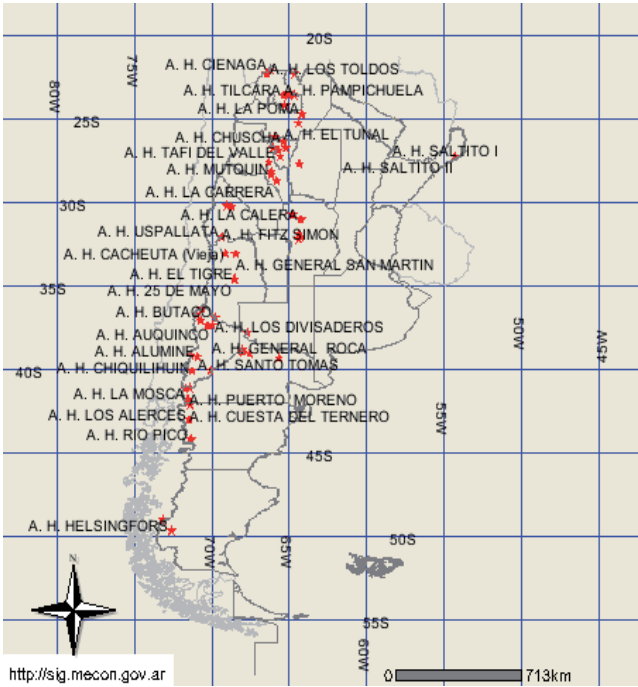 20S
75W
80W
A. H. CIENAGA
A. H. LOS TOLDOS
A. H. TILCARA
A. H. PAMPICHUELA
A. H. LA POMA
25S
A. H. CHUSCHA
A. H. EL TUNAL
A. H. TAFI DEL VALLE
A. H. SALTITO I
A. H. MUTQUIN
A. H. SALTITO II
A. H. LA CARRERA
30S
A. H. LA CALERA
A. H. USPALLATA
A. H. FITZ SIMON
A. H. CACHEUTA (Vieja)
A. H. GENERAL SAN MARTIN
A. H. EL TIGRE
35S
A. H. 25 DE MAYO
A. H. BUTACO
A. H. LOS DIVISADEROS
A. H. AUQUINCO
50W
45W
A. H. ALUMINE
A. H. GENERAL ROCA
A. H. CHIQUILIHUIN
A. H. SANTO TOMAS
40S
A. H. LA MOSCA
A. H. PUERTO MORENO
A. H. LOS ALERCES
A. H. CUESTA DEL TERNERO
55W
A. H. RIO PICO
45S
A. H. HELSINGFORS
50S
70W
65W
N
55S
60W
http://sig.mecon.gov.ar
0 713km